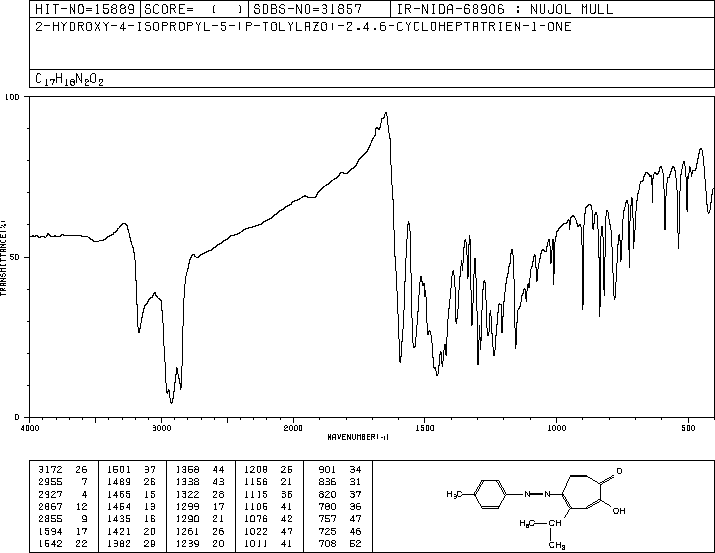 HIT-NO=15889 SCORE= ( ) SDBS-NO=31857 IR-NIDA-68906 : NUJOL MULL
2-HYDROXY-4-ISOPROPYL-5-(P-TOLYLAZO)-2,4,6-CYCLOHEPTATRIEN-1-ONE
C17H18N2O2
100
TRANSMITTANCE(%)
50
0
4000 3000 2000 1500 1000 500
WAVENUMBER(-1)
3172 26 1501 37 1368 44 1208 26 901 34
2955 7 1489 26 1338 43 1156 21 836 31
2927 4 1466 15 1322 28 1115 36 820 37
2867 12 1454 13 1299 17 1106 41 780 36
2855 9 1435 16 1290 21 1076 42 757 47
1594 17 1421 20 1261 26 1022 47 725 46
1542 22 1382 29 1239 20 1011 41 708 52
O
H3C N N
OH
H3C CH
CH3